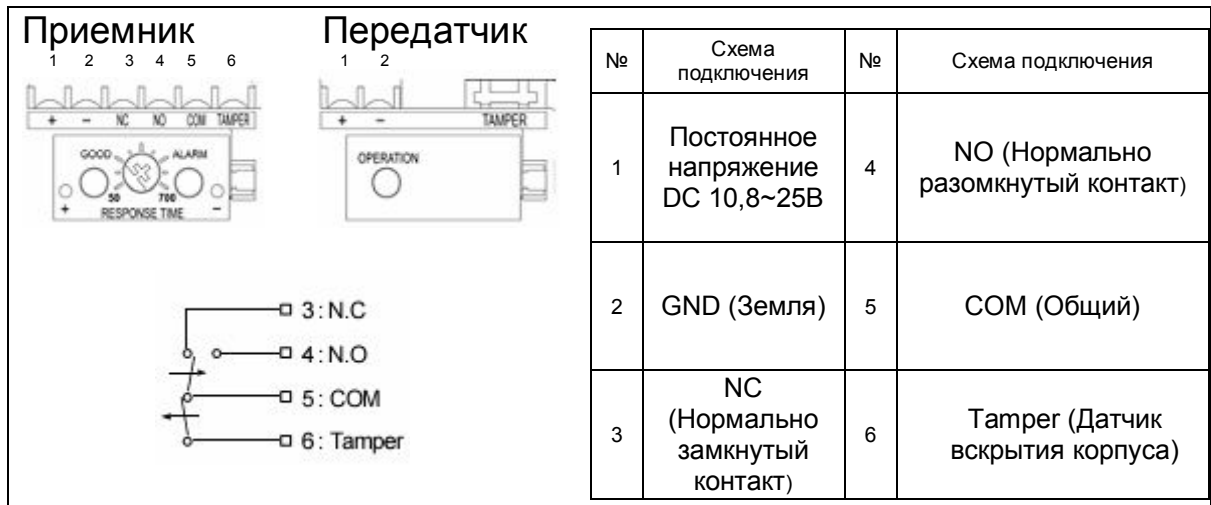 Приемник
1 2 3 4 5 6
+ − NC NO COM TAMPER
GOOD ALARM
50 700
+ RESPONSE TIME −
Передатчик
1 2
+ − TAMPER
OPERATION
3 : N.C
4 : N.O
5 : COM
6 : Tamper
№ Схема подключения № Схема подключения
1 Постоянное напряжение DC 10,8~25В 4 NO (Нормально разомкнутый контакт)
2 GND (Земля) 5 COM (Общий)
3 NC (Нормально замкнутый контакт) 6 Tamper (Датчик вскрытия корпуса)